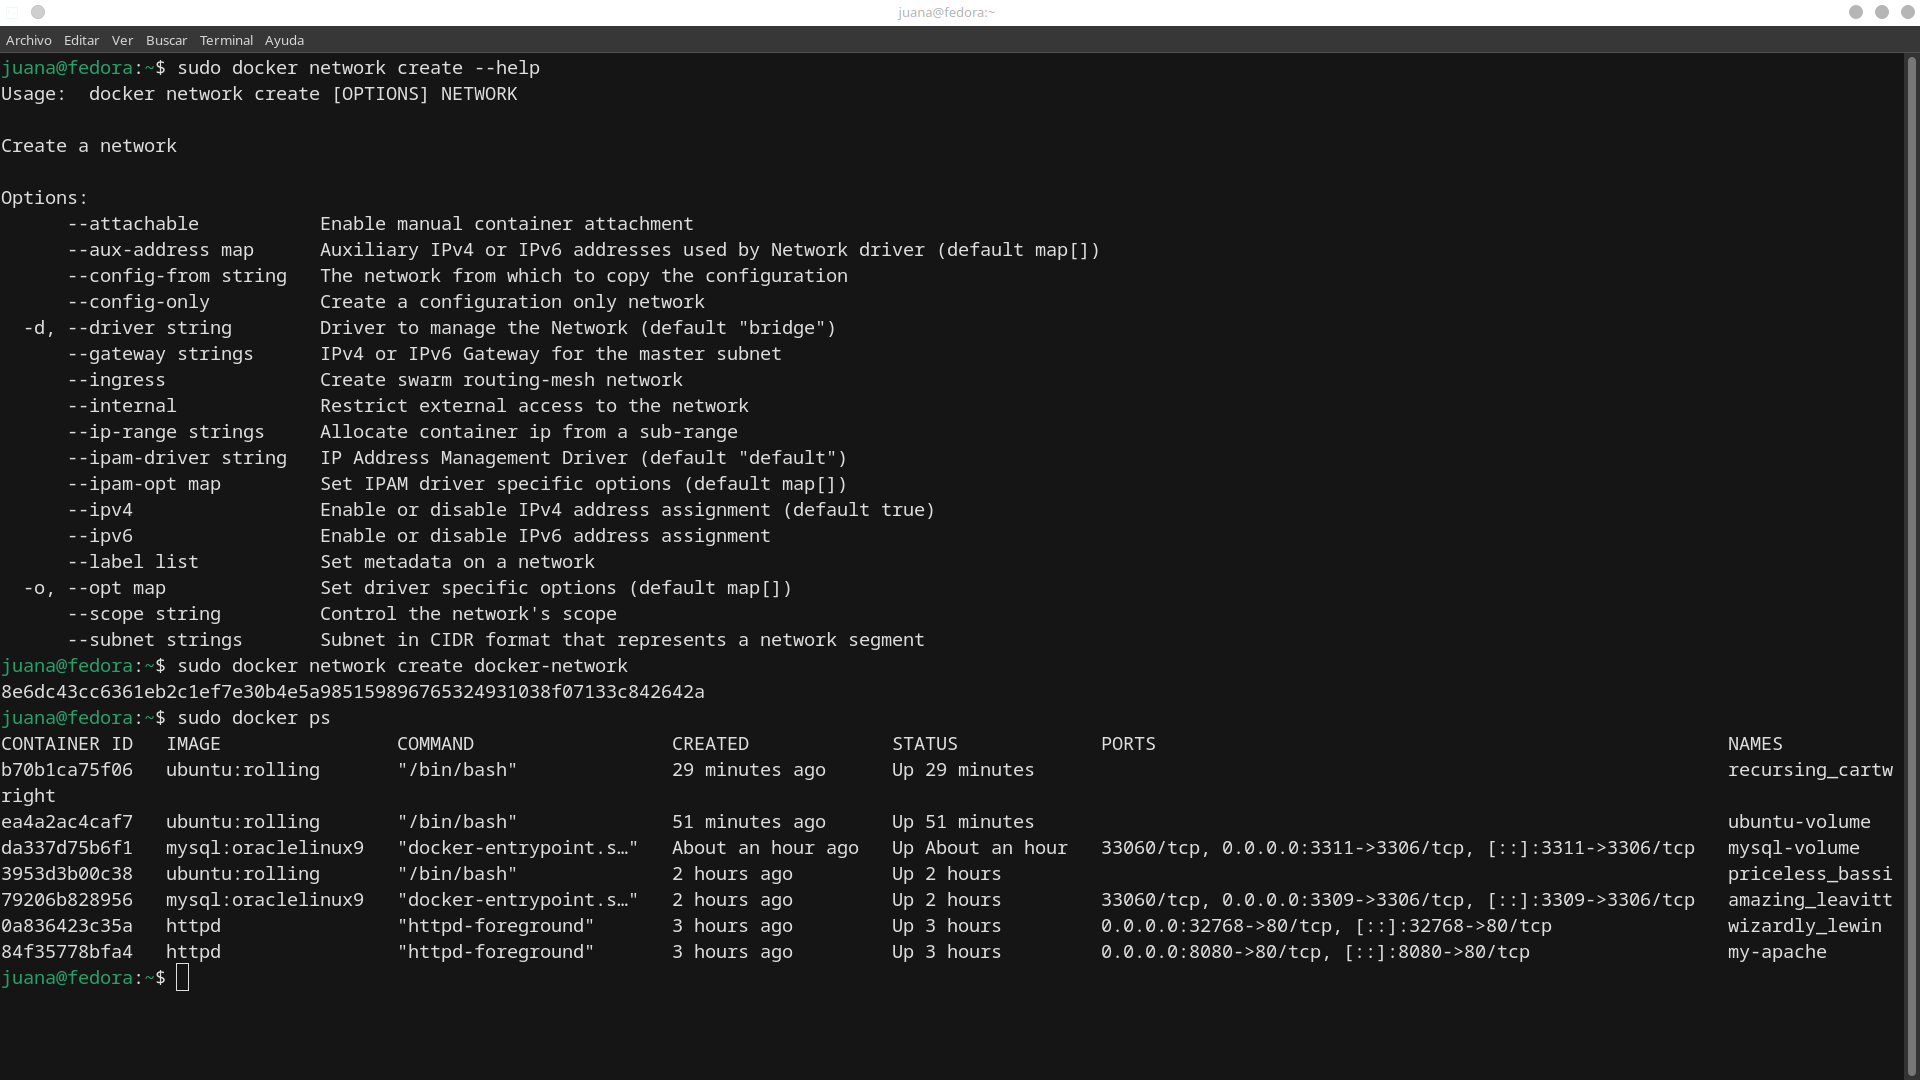 juana@fedora:~
Archivo Editar Ver Buscar Terminal Ayuda
juana@fedora:~$ sudo docker network create --help
Usage:  docker network create [OPTIONS] NETWORK
Create a network
Options:
      --attachable           Enable manual container attachment
      --aux-address map      Auxiliary IPv4 or IPv6 addresses used by Network driver (default map[])
      --config-from string   The network from which to copy the configuration
      --config-only          Create a configuration only network
  -d, --driver string        Driver to manage the Network (default "bridge")
      --gateway strings      IPv4 or IPv6 Gateway for the master subnet
      --ingress              Create swarm routing-mesh network
      --internal             Restrict external access to the network
      --ip-range strings     Allocate container ip from a sub-range
      --ipam-driver string   IP Address Management Driver (default "default")
      --ipam-opt map         Set IPAM driver specific options (default map[])
      --ipv4                 Enable or disable IPv4 address assignment (default true)
      --ipv6                 Enable or disable IPv6 address assignment
      --label list           Set metadata on a network
  -o, --opt map              Set driver specific options (default map[])
      --scope string         Control the network's scope
      --subnet strings       Subnet in CIDR format that represents a network segment
juana@fedora:~$ sudo docker network create docker-network
8e6dc43cc6361eb2c1ef7e30b4e5a985159896765324931038f07133c842642a
juana@fedora:~$ sudo docker ps
CONTAINER ID   IMAGE                COMMAND                  CREATED             STATUS             PORTS                                                    NAMES
b70b1ca75f06   ubuntu:rolling       "/bin/bash"              29 minutes ago      Up 29 minutes                                                               recursing_cartw
right
ea4a2ac4caf7   ubuntu:rolling       "/bin/bash"              51 minutes ago      Up 51 minutes                                                               ubuntu-volume
da337d75b6f1   mysql:oraclelinux9   "docker-entrypoint.s…"   About an hour ago   Up About an hour   33060/tcp, 0.0.0.0:3311->3306/tcp, [::]:3311->3306/tcp   mysql-volume
3953d3b00c38   ubuntu:rolling       "/bin/bash"              2 hours ago         Up 2 hours                                                                  priceless_bassi
79206b828956   mysql:oraclelinux9   "docker-entrypoint.s…"   2 hours ago         Up 2 hours         33060/tcp, 0.0.0.0:3309->3306/tcp, [::]:3309->3306/tcp   amazing_leavitt
0a836423c35a   httpd                "httpd-foreground"       3 hours ago         Up 3 hours         0.0.0.0:32768->80/tcp, [::]:32768->80/tcp                wizardly_lewin
84f35778bfa4   httpd                "httpd-foreground"       3 hours ago         Up 3 hours         0.0.0.0:8080->80/tcp, [::]:8080->80/tcp                  my-apache
juana@fedora:~$